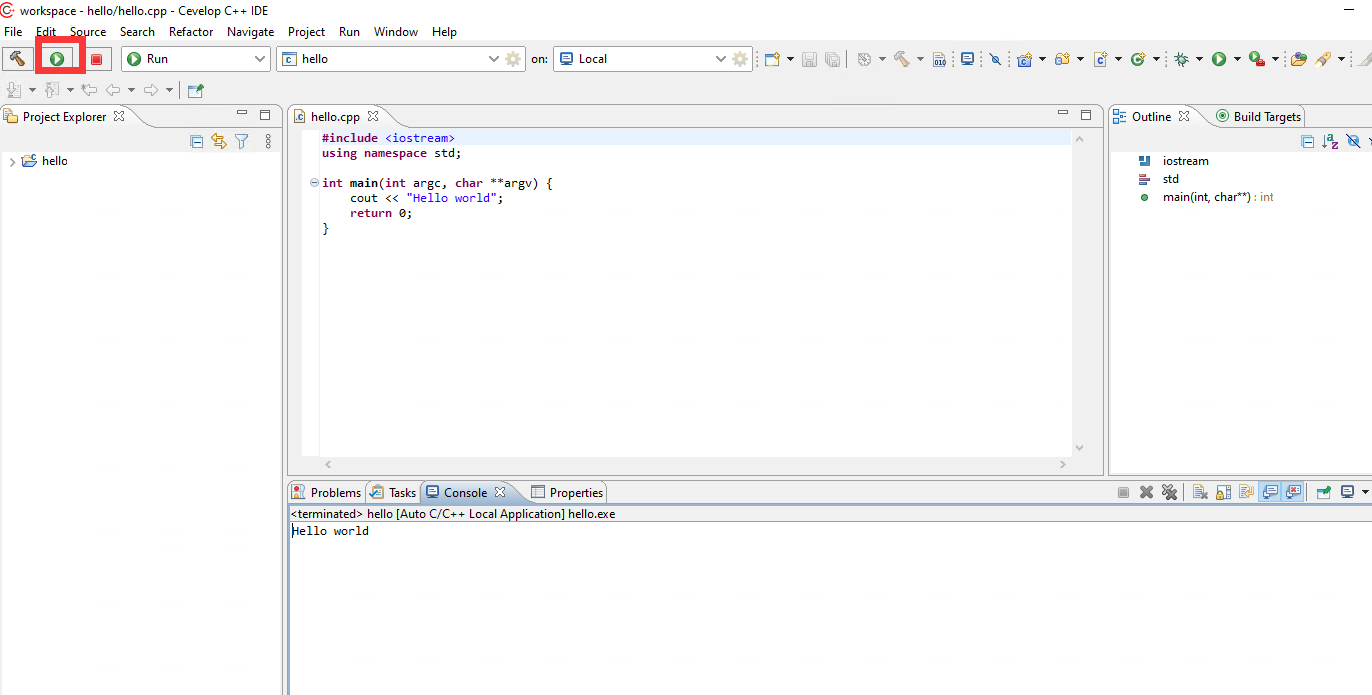 workspace - hello/hello.cpp - Cevelop C++ IDE
File Edit Source Search Refactor Navigate Project Run Window Help
Run hello on: Local
010
Project Explorer
hello
hello.cpp
#include <iostream>
using namespace std;
int main(int argc, char **argv) {
cout << "Hello world";
return 0;
}
Outline Build Targets
iostream
std
main(int, char**) : int
Problems Tasks Console Properties
<terminated> hello [Auto C/C++ Local Application] hello.exe
Hello world